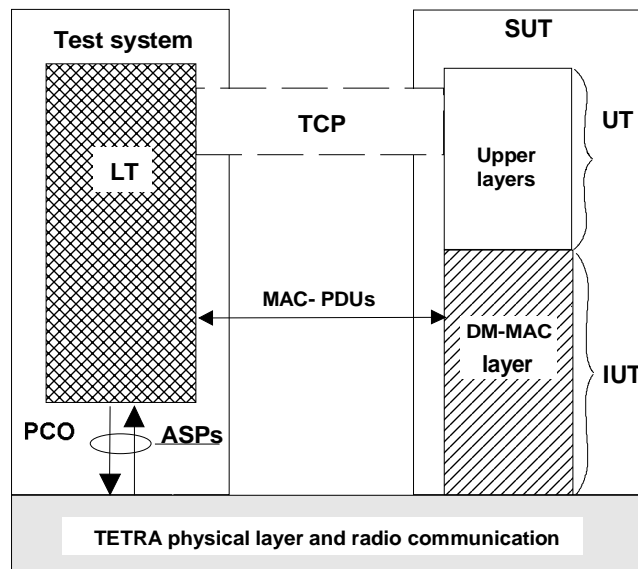 Test system
SUT
TCP
UT
LT
Upper
layers
MAC- PDUs
DM-MAC
layer
IUT
PCO
ASPs
TETRA physical layer and radio communication